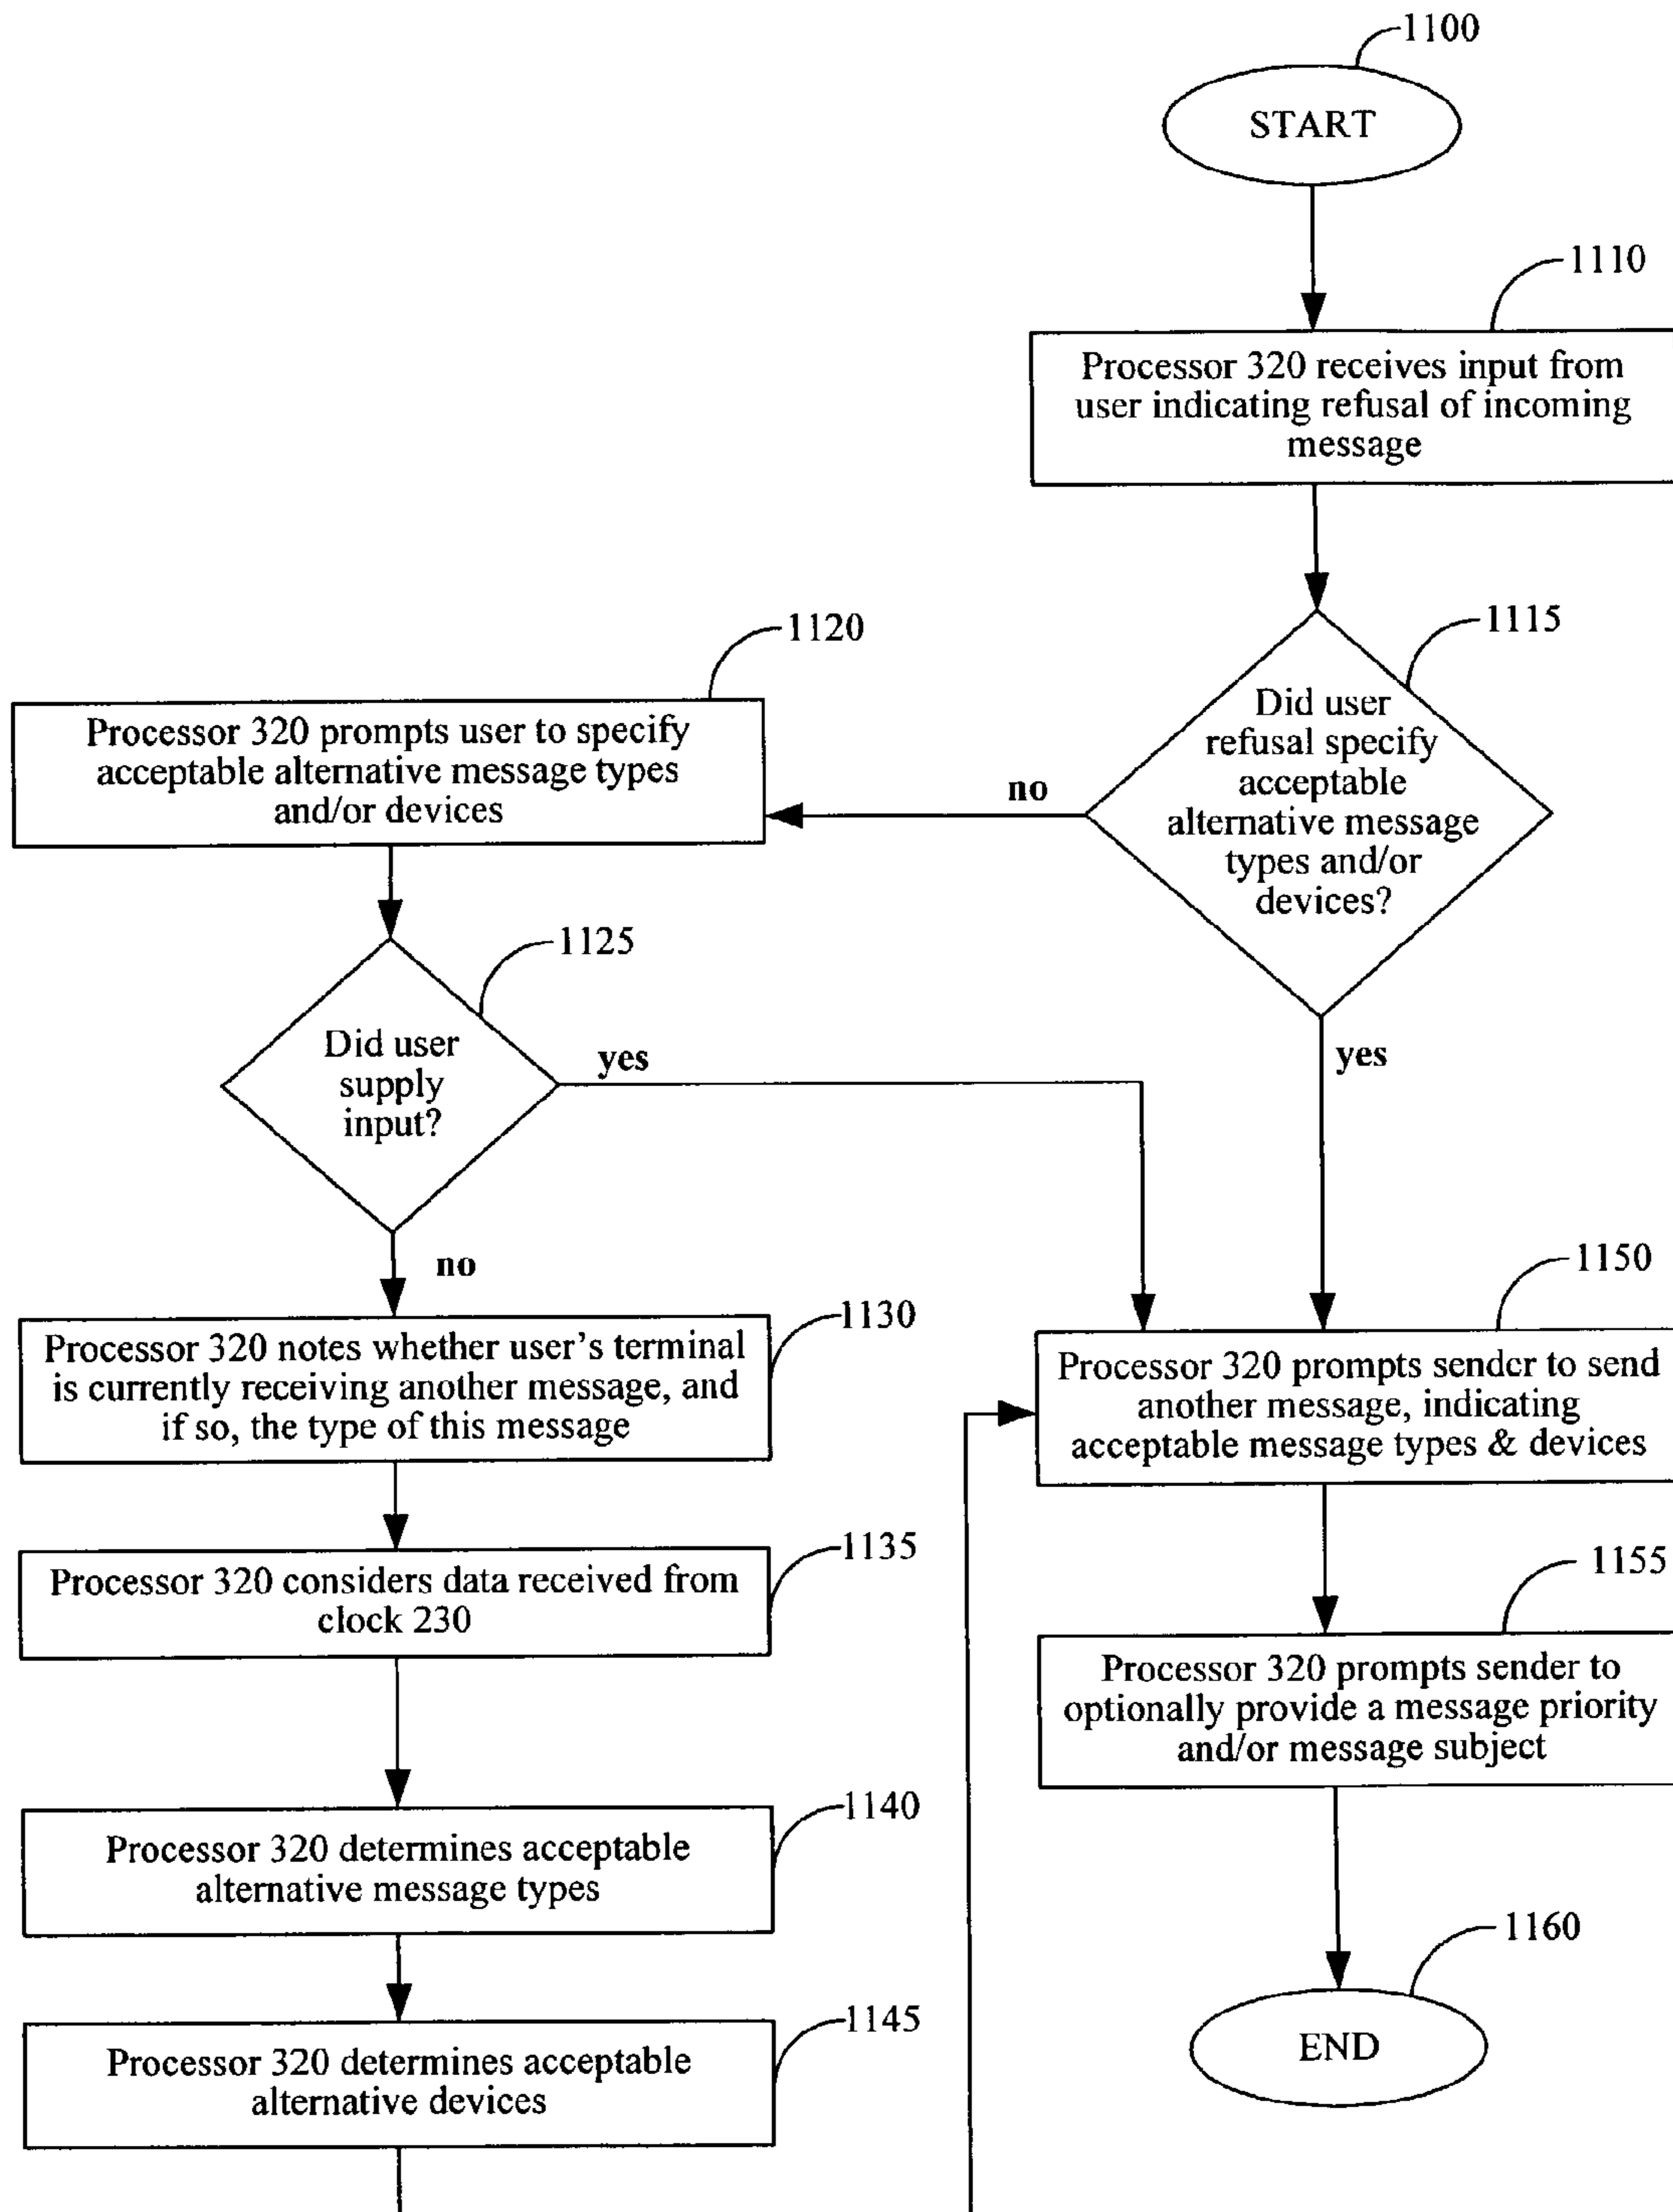 1100
START
1110
Processor 320 receives input from
user indicating refusal of incoming
message
1115
Did user
refusal specify
acceptable
alternative message
types and/or
devices?
no
yes
1120
Processor 320 prompts user to specify
acceptable alternative message types
and/or devices
1125
Did user
supply
input?
yes
no
1130
Processor 320 notes whether user's terminal
is currently receiving another message, and
if so, the type of this message
1135
Processor 320 considers data received from
clock 230
1140
Processor 320 determines acceptable
alternative message types
1145
Processor 320 determines acceptable
alternative devices
1150
Processor 320 prompts sender to send
another message, indicating
acceptable message types & devices
1155
Processor 320 prompts sender to
optionally provide a message priority
and/or message subject
1160
END